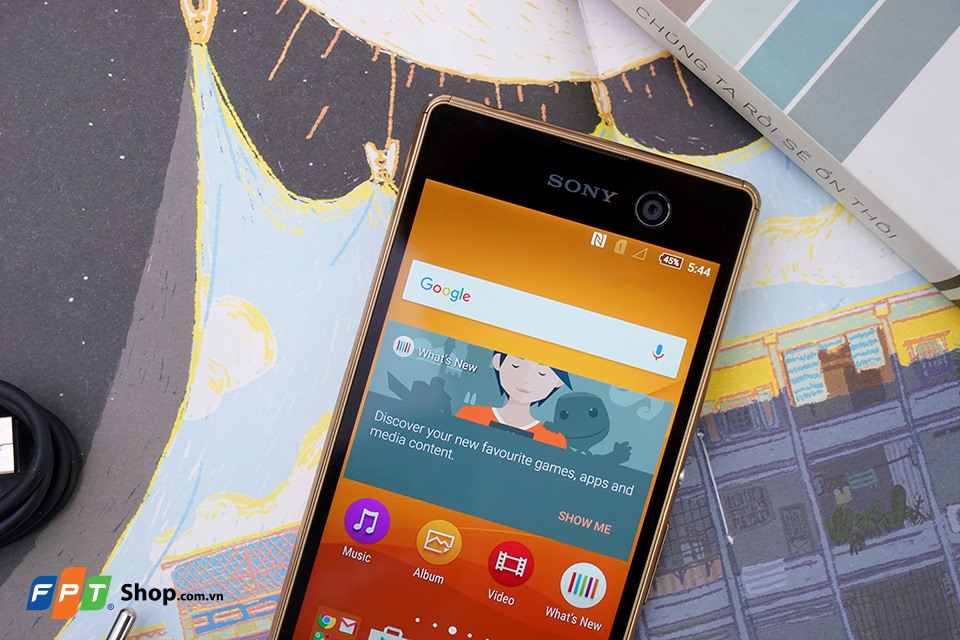 CHÚNG TA RỒI SẼ ỔN THÔI
SONY
45% 5:44
Google
What's New
Discover your new favourite games, apps and
media content.
SHOW ME
Music
Album
Video
What's New
FPT Shop.com.vn